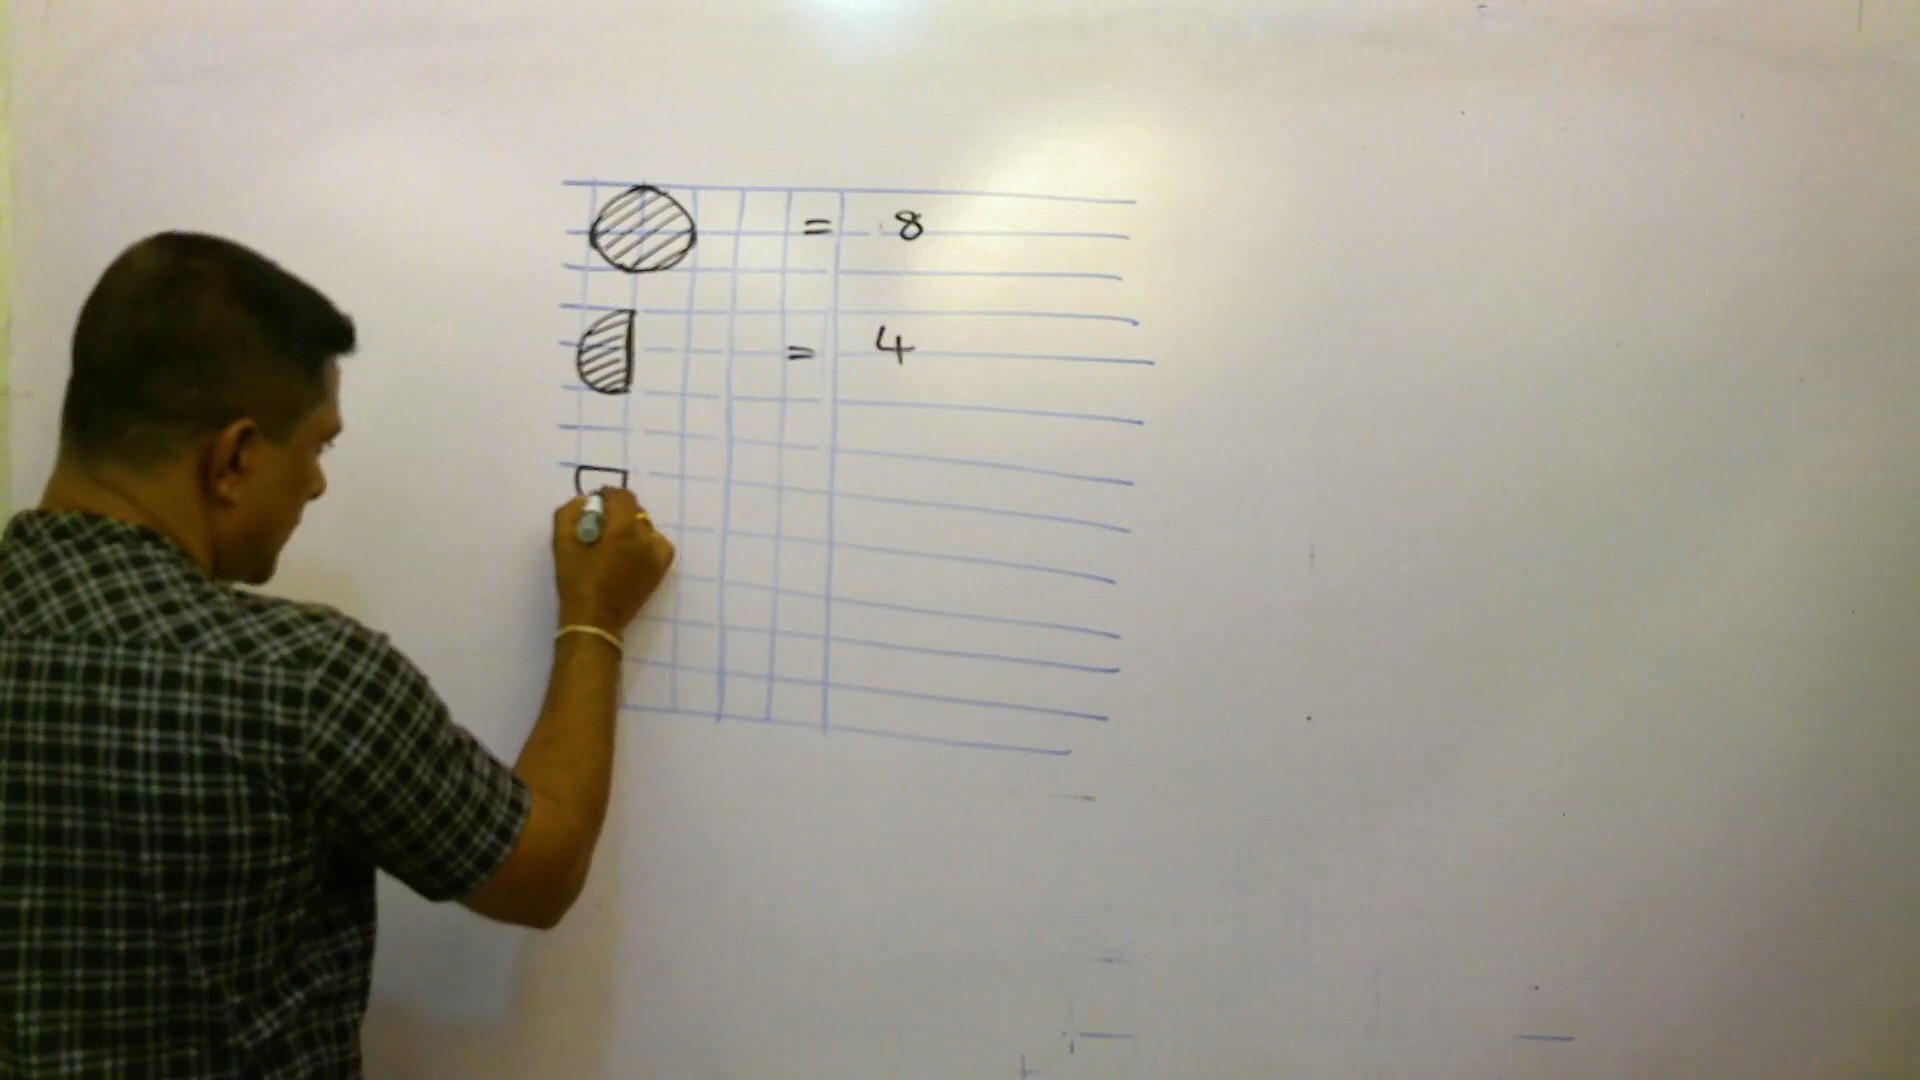 = 8
= 4